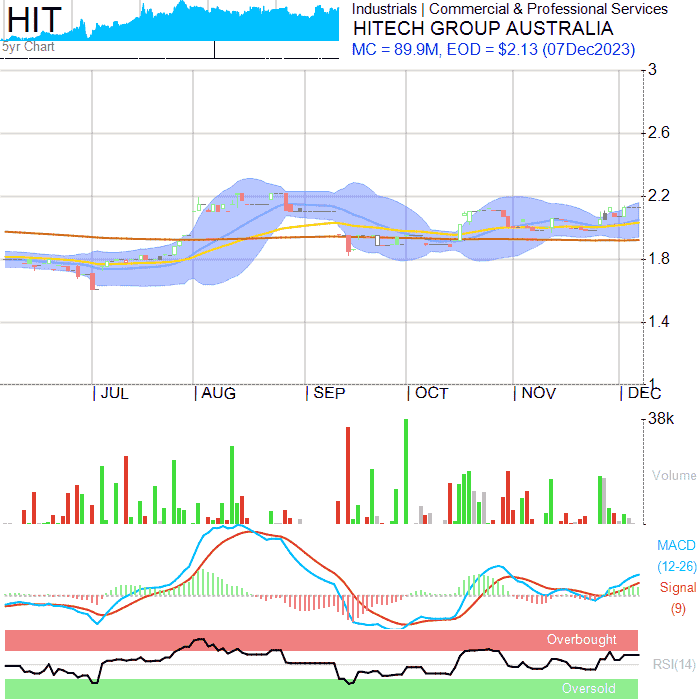 HIT
5yr Chart
Industrials | Commercial & Professional Services
HITECH GROUP AUSTRALIA
MC = 89.9M, EOD = $2.13 (07Dec2023)
3
2.6
2.2
1.8
1.4
1
JUL AUG SEP OCT NOV DEC
38k
Volume
MACD
(12-26)
Signal
(9)
Overbought
RSI(14)
Oversold